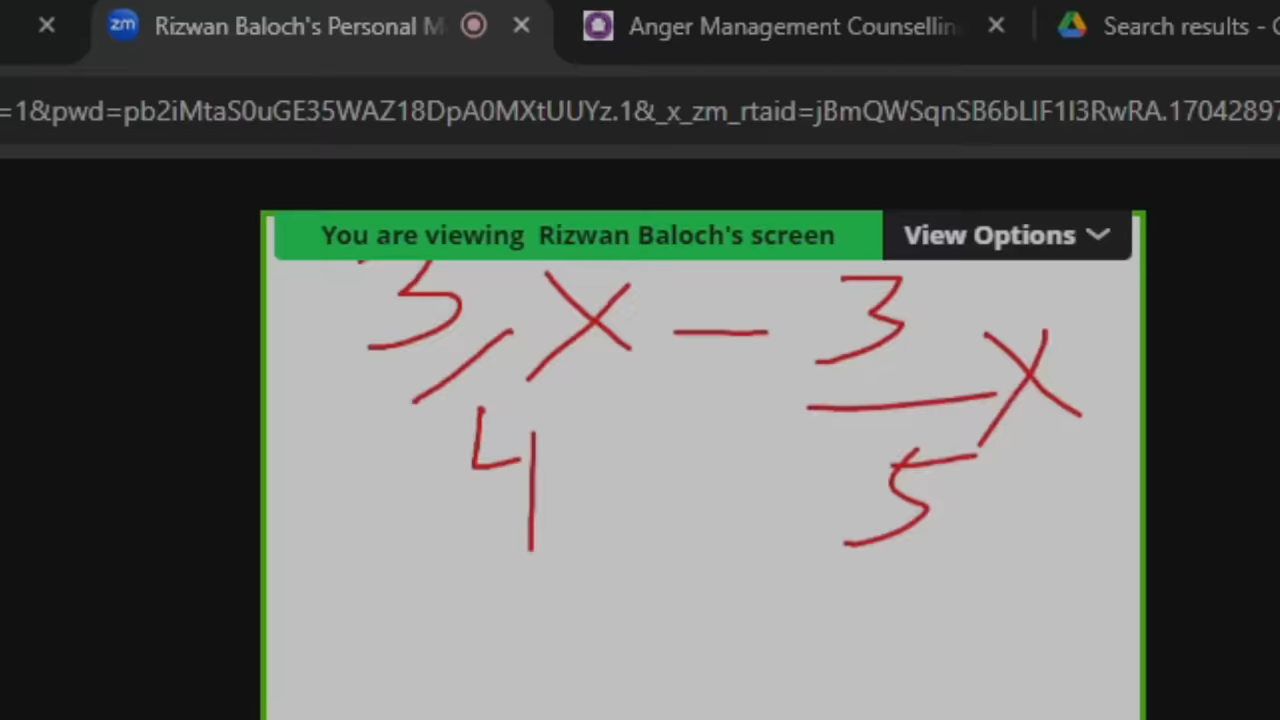 Rizwan Baloch's Personal M
Anger Management Counsellin
Search results -
=1&pwd=pb2iMtaS0uGE35WAZ18DpA0MXtUUYz.1&_x_zm_rtaid=jBmQWSqnSB6bLIF1I3RwRA.17042897
You are viewing Rizwan Baloch's screen
View Options
3/4 X - 3/5 X